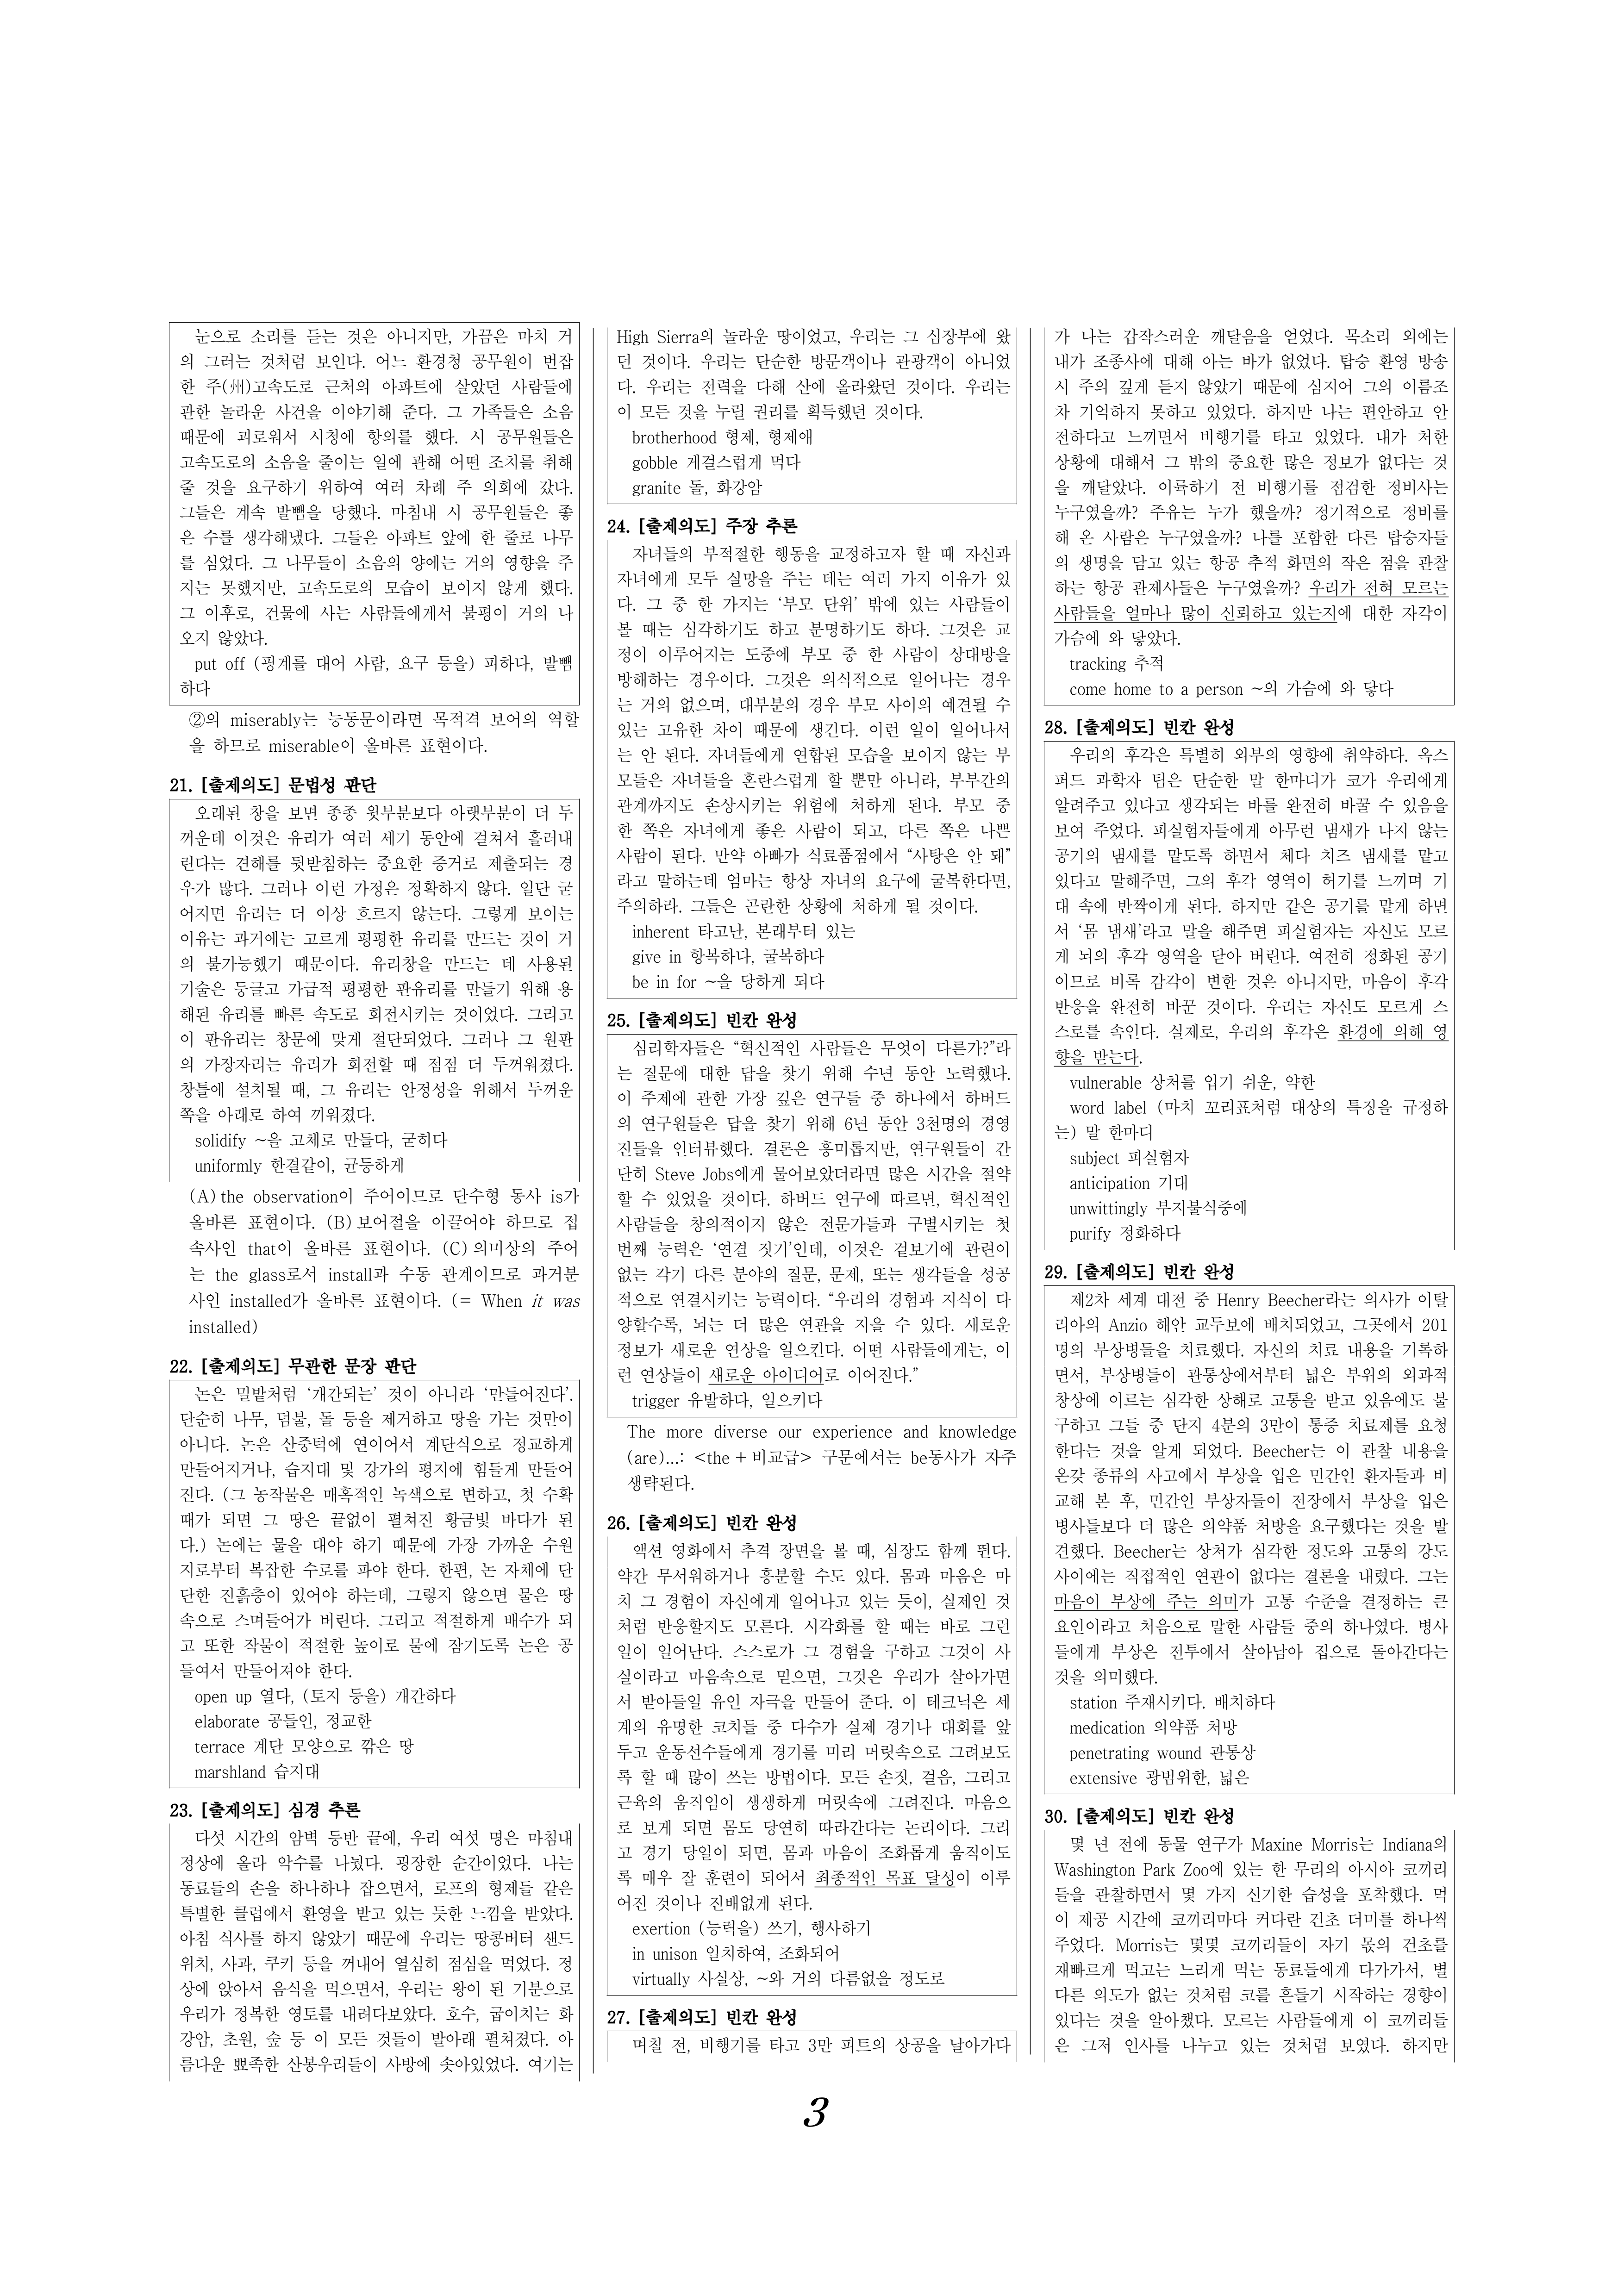 눈으로 소리를 듣는 것은 아니지만, 가끔은 마치 거
의 그러는 것처럼 보인다. 어느 환경청 공무원이 번잡
한 주(州)고속도로 근처의 아파트에 살았던 사람들에
관한 놀라운 사건을 이야기해 준다. 그 가족들은 소음
때문에 괴로워서 시청에 항의를 했다. 시 공무원들은
고속도로의 소음을 줄이는 일에 관해 어떤 조치를 취해
줄 것을 요구하기 위하여 여러 차례 주 의회에 갔다.
그들은 계속 발뺌을 당했다. 마침내 시 공무원들은 좋
은 수를 생각해냈다. 그들은 아파트 앞에 한 줄로 나무
를 심었다. 그 나무들이 소음의 양에는 거의 영향을 주
지는 못했지만, 고속도로의 모습이 보이지 않게 했다.
그 이후로, 건물에 사는 사람들에게서 불평이 거의 나
오지 않았다.
put off (핑계를 대어 사람, 요구 등을) 피하다, 발뺌
하다
②의 miserably는 능동문이라면 목적격 보어의 역할
을 하므로 miserable이 올바른 표현이다.
21. [출제의도] 문법성 판단
오래된 창을 보면 종종 윗부분보다 아랫부분이 더 두
꺼운데 이것은 유리가 여러 세기 동안에 걸쳐서 흘러내
린다는 견해를 뒷받침하는 중요한 증거로 제출되는 경
우가 많다. 그러나 이런 가정은 정확하지 않다. 일단 굳
어지면 유리는 더 이상 흐르지 않는다. 그렇게 보이는
이유는 과거에는 고르게 평평한 유리를 만드는 것이 거
의 불가능했기 때문이다. 유리창을 만드는 데 사용된
기술은 둥글고 가급적 평평한 판유리를 만들기 위해 용
해된 유리를 빠른 속도로 회전시키는 것이었다. 그리고
이 판유리는 창문에 맞게 절단되었다. 그러나 그 원판
의 가장자리는 유리가 회전할 때 점점 더 두꺼워졌다.
창틀에 설치될 때, 그 유리는 안정성을 위해서 두꺼운
쪽을 아래로 하여 끼워졌다.
solidify ~을 고체로 만들다, 굳히다
uniformly 한결같이, 균등하게
(A) the observation이 주어이므로 단수형 동사 is가
올바른 표현이다. (B) 보어절을 이끌어야 하므로 접
속사인 that이 올바른 표현이다. (C) 의미상의 주어
는 the glass로서 install과 수동 관계이므로 과거분
사인 installed가 올바른 표현이다. (= When it was
installed)
22. [출제의도] 무관한 문장 판단
논은 밀밭처럼 ‘개간되는’ 것이 아니라 ‘만들어진다’.
단순히 나무, 덤불, 돌 등을 제거하고 땅을 가는 것만이
아니다. 논은 산중턱에 연이어서 계단식으로 정교하게
만들어지거나, 습지대 및 강가의 평지에 힘들게 만들어
진다. (그 농작물은 매혹적인 녹색으로 변하고, 첫 수확
때가 되면 그 땅은 끝없이 펼쳐진 황금빛 바다가 된
다.) 논에는 물을 대야 하기 때문에 가장 가까운 수원
지로부터 복잡한 수로를 파야 한다. 한편, 논 자체에 단
단한 진흙층이 있어야 하는데, 그렇지 않으면 물은 땅
속으로 스며들어가 버린다. 그리고 적절하게 배수가 되
고 또한 작물이 적절한 높이로 물에 잠기도록 논은 공
들여서 만들어져야 한다.
open up 열다, (토지 등을) 개간하다
elaborate 공들인, 정교한
terrace 계단 모양으로 깎은 땅
marshland 습지대
23. [출제의도] 심경 추론
다섯 시간의 암벽 등반 끝에, 우리 여섯 명은 마침내
정상에 올라 악수를 나눴다. 굉장한 순간이었다. 나는
동료들의 손을 하나하나 잡으면서, 로프의 형제들 같은
특별한 클럽에서 환영을 받고 있는 듯한 느낌을 받았다.
아침 식사를 하지 않았기 때문에 우리는 땅콩버터 샌드
위치, 사과, 쿠키 등을 꺼내어 열심히 점심을 먹었다. 정
상에 앉아서 음식을 먹으면서, 우리는 왕이 된 기분으로
우리가 정복한 영토를 내려다보았다. 호수, 굽이치는 화
강암, 초원, 숲 등 이 모든 것들이 발아래 펼쳐졌다. 아
름다운 뾰족한 산봉우리들이 사방에 솟아있었다. 여기는
High Sierra의 놀라운 땅이었고, 우리는 그 심장부에 왔
던 것이다. 우리는 단순한 방문객이나 관광객이 아니었
다. 우리는 전력을 다해 산에 올라왔던 것이다. 우리는
이 모든 것을 누릴 권리를 획득했던 것이다.
brotherhood 형제, 형제애
gobble 게걸스럽게 먹다
granite 돌, 화강암
24. [출제의도] 주장 추론
자녀들의 부적절한 행동을 교정하고자 할 때 자신과
자녀에게 모두 실망을 주는 데는 여러 가지 이유가 있
다. 그 중 한 가지는 ‘부모 단위’ 밖에 있는 사람들이
볼 때는 심각하기도 하고 분명하기도 하다. 그것은 교
정이 이루어지는 도중에 부모 중 한 사람이 상대방을
방해하는 경우이다. 그것은 의식적으로 일어나는 경우
는 거의 없으며, 대부분의 경우 부모 사이의 예견될 수
있는 고유한 차이 때문에 생긴다. 이런 일이 일어나서
는 안 된다. 자녀들에게 연합된 모습을 보이지 않는 부
모들은 자녀들을 혼란스럽게 할 뿐만 아니라, 부부간의
관계까지도 손상시키는 위험에 처하게 된다. 부모 중
한 쪽은 자녀에게 좋은 사람이 되고, 다른 쪽은 나쁜
사람이 된다. 만약 아빠가 식료품점에서 “사탕은 안 돼”
라고 말하는데 엄마는 항상 자녀의 요구에 굴복한다면,
주의하라. 그들은 곤란한 상황에 처하게 될 것이다.
inherent 타고난, 본래부터 있는
give in 항복하다, 굴복하다
be in for ~을 당하게 되다
25. [출제의도] 빈칸 완성
심리학자들은 “혁신적인 사람들은 무엇이 다른가?”라
는 질문에 대한 답을 찾기 위해 수년 동안 노력했다.
이 주제에 관한 가장 깊은 연구들 중 하나에서 하버드
의 연구원들은 답을 찾기 위해 6년 동안 3천명의 경영
진들을 인터뷰했다. 결론은 흥미롭지만, 연구원들이 간
단히 Steve Jobs에게 물어보았더라면 많은 시간을 절약
할 수 있었을 것이다. 하버드 연구에 따르면, 혁신적인
사람들을 창의적이지 않은 전문가들과 구별시키는 첫
번째 능력은 ‘연결 짓기’인데, 이것은 겉보기에 관련이
없는 각기 다른 분야의 질문, 문제, 또는 생각들을 성공
적으로 연결시키는 능력이다. “우리의 경험과 지식이 다
양할수록, 뇌는 더 많은 연관을 지을 수 있다. 새로운
정보가 새로운 연상을 일으킨다. 어떤 사람들에게는, 이
런 연상들이 새로운 아이디어로 이어진다.”
trigger 유발하다, 일으키다
The more diverse our experience and knowledge
(are)...: <the + 비교급> 구문에서는 be동사가 자주
생략된다.
26. [출제의도] 빈칸 완성
액션 영화에서 추격 장면을 볼 때, 심장도 함께 뛴다.
약간 무서워하거나 흥분할 수도 있다. 몸과 마음은 마
치 그 경험이 자신에게 일어나고 있는 듯이, 실제인 것
처럼 반응할지도 모른다. 시각화를 할 때는 바로 그런
일이 일어난다. 스스로가 그 경험을 구하고 그것이 사
실이라고 마음속으로 믿으면, 그것은 우리가 살아가면
서 받아들일 유인 자극을 만들어 준다. 이 테크닉은 세
계의 유명한 코치들 중 다수가 실제 경기나 대회를 앞
두고 운동선수들에게 경기를 미리 머릿속으로 그려보도
록 할 때 많이 쓰는 방법이다. 모든 손짓, 걸음, 그리고
근육의 움직임이 생생하게 머릿속에 그려진다. 마음으
로 보게 되면 몸도 당연히 따라간다는 논리이다. 그리
고 경기 당일이 되면, 몸과 마음이 조화롭게 움직이도
록 매우 잘 훈련이 되어서 최종적인 목표 달성이 이루
어진 것이나 진배없게 된다.
exertion (능력을) 쓰기, 행사하기
in unison 일치하여, 조화되어
virtually 사실상, ~와 거의 다름없을 정도로
27. [출제의도] 빈칸 완성
며칠 전, 비행기를 타고 3만 피트의 상공을 날아가다
가 나는 갑작스러운 깨달음을 얻었다. 목소리 외에는
내가 조종사에 대해 아는 바가 없었다. 탑승 환영 방송
시 주의 깊게 듣지 않았기 때문에 심지어 그의 이름조
차 기억하지 못하고 있었다. 하지만 나는 편안하고 안
전하다고 느끼면서 비행기를 타고 있었다. 내가 처한
상황에 대해서 그 밖의 중요한 많은 정보가 없다는 것
을 깨달았다. 이륙하기 전 비행기를 점검한 정비사는
누구였을까? 주유는 누가 했을까? 정기적으로 정비를
해 온 사람은 누구였을까? 나를 포함한 다른 탑승자들
의 생명을 담고 있는 항공 추적 화면의 작은 점을 관찰
하는 항공 관제사들은 누구였을까? 우리가 전혀 모르는
사람들을 얼마나 많이 신뢰하고 있는지에 대한 자각이
가슴에 와 닿았다.
tracking 추적
come home to a person ~의 가슴에 와 닿다
28. [출제의도] 빈칸 완성
우리의 후각은 특별히 외부의 영향에 취약하다. 옥스
퍼드 과학자 팀은 단순한 말 한마디가 코가 우리에게
알려주고 있다고 생각되는 바를 완전히 바꿀 수 있음을
보여 주었다. 피실험자들에게 아무런 냄새가 나지 않는
공기의 냄새를 맡도록 하면서 체다 치즈 냄새를 맡고
있다고 말해주면, 그의 후각 영역이 허기를 느끼며 기
대 속에 반짝이게 된다. 하지만 같은 공기를 맡게 하면
서 ‘몸 냄새’라고 말을 해주면 피실험자는 자신도 모르
게 뇌의 후각 영역을 닫아 버린다. 여전히 정화된 공기
이므로 비록 감각이 변한 것은 아니지만, 마음이 후각
반응을 완전히 바꾼 것이다. 우리는 자신도 모르게 스
스로를 속인다. 실제로, 우리의 후각은 환경에 의해 영
향을 받는다.
vulnerable 상처를 입기 쉬운, 약한
word label (마치 꼬리표처럼 대상의 특징을 규정하
는) 말 한마디
subject 피실험자
anticipation 기대
unwittingly 부지불식중에
purify 정화하다
29. [출제의도] 빈칸 완성
제2차 세계 대전 중 Henry Beecher라는 의사가 이탈
리아의 Anzio 해안 교두보에 배치되었고, 그곳에서 201
명의 부상병들을 치료했다. 자신의 치료 내용을 기록하
면서, 부상병들이 관통상에서부터 넓은 부위의 외과적
창상에 이르는 심각한 상해로 고통을 받고 있음에도 불
구하고 그들 중 단지 4분의 3만이 통증 치료제를 요청
한다는 것을 알게 되었다. Beecher는 이 관찰 내용을
온갖 종류의 사고에서 부상을 입은 민간인 환자들과 비
교해 본 후, 민간인 부상자들이 전장에서 부상을 입은
병사들보다 더 많은 의약품 처방을 요구했다는 것을 발
견했다. Beecher는 상처가 심각한 정도와 고통의 강도
사이에는 직접적인 연관이 없다는 결론을 내렸다. 그는
마음이 부상에 주는 의미가 고통 수준을 결정하는 큰
요인이라고 처음으로 말한 사람들 중의 하나였다. 병사
들에게 부상은 전투에서 살아남아 집으로 돌아간다는
것을 의미했다.
station 주재시키다. 배치하다
medication 의약품 처방
penetrating wound 관통상
extensive 광범위한, 넓은
30. [출제의도] 빈칸 완성
몇 년 전에 동물 연구가 Maxine Morris는 Indiana의
Washington Park Zoo에 있는 한 무리의 아시아 코끼리
들을 관찰하면서 몇 가지 신기한 습성을 포착했다. 먹
이 제공 시간에 코끼리마다 커다란 건초 더미를 하나씩
주었다. Morris는 몇몇 코끼리들이 자기 몫의 건초를
재빠르게 먹고는 느리게 먹는 동료들에게 다가가서, 별
다른 의도가 없는 것처럼 코를 흔들기 시작하는 경향이
있다는 것을 알아챘다. 모르는 사람들에게 이 코끼리들
은 그저 인사를 나누고 있는 것처럼 보였다. 하지만
3